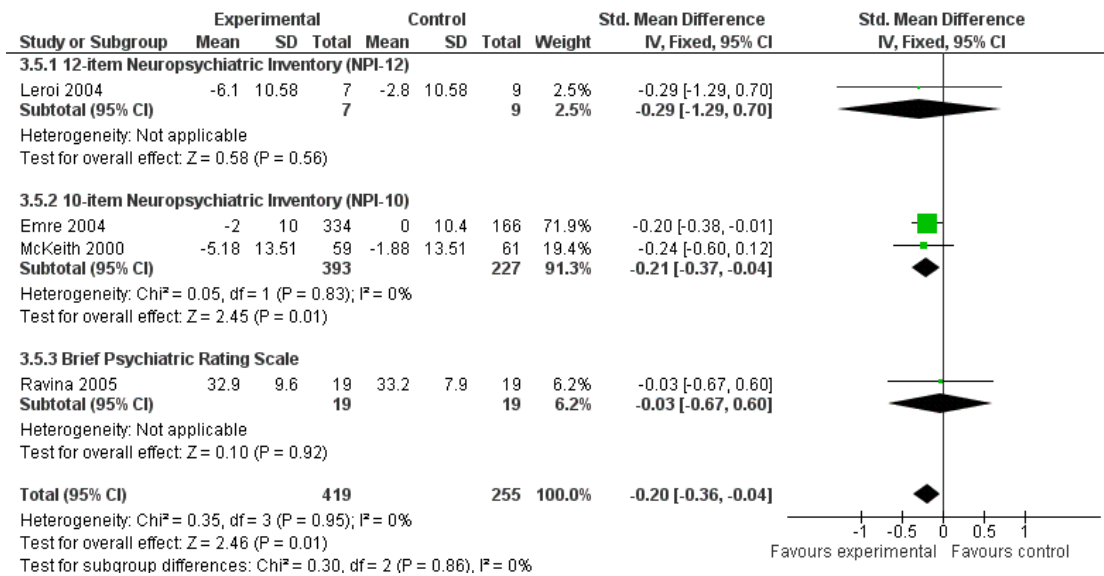 Experimental Control Std. Mean Difference Std. Mean Difference
Study or Subgroup Mean SD Total Mean SD Total Weight IV, Fixed, 95% CI IV, Fixed, 95% CI
3.5.1 12-item Neuropsychiatric Inventory (NPI-12)
Leroi 2004 -6.1 10.58 7 -2.8 10.58 9 2.5% -0.29 [-1.29, 0.70]
Subtotal (95% CI) 7 9 2.5% -0.29 [-1.29, 0.70]
Heterogeneity: Not applicable
Test for overall effect: Z = 0.58 (P = 0.56)
3.5.2 10-item Neuropsychiatric Inventory (NPI-10)
Emre 2004 -2 10 334 0 10.4 166 71.9% -0.20 [-0.38, -0.01]
McKeith 2000 -5.18 13.51 59 -1.88 13.51 61 19.4% -0.24 [-0.60, 0.12]
Subtotal (95% CI) 393 227 91.3% -0.21 [-0.37, -0.04]
Heterogeneity: Chi² = 0.05, df = 1 (P = 0.83); I² = 0%
Test for overall effect: Z = 2.45 (P = 0.01)
3.5.3 Brief Psychiatric Rating Scale
Ravina 2005 32.9 9.6 19 33.2 7.9 19 6.2% -0.03 [-0.67, 0.60]
Subtotal (95% CI) 19 19 6.2% -0.03 [-0.67, 0.60]
Heterogeneity: Not applicable
Test for overall effect: Z = 0.10 (P = 0.92)
Total (95% CI) 419 255 100.0% -0.20 [-0.36, -0.04]
Heterogeneity: Chi² = 0.35, df = 3 (P = 0.95); I² = 0%
Test for overall effect: Z = 2.46 (P = 0.01)
Test for subgroup differences: Chi² = 0.30, df = 2 (P = 0.86), I² = 0%
-1 -0.5 0 0.5 1
Favours experimental Favours control